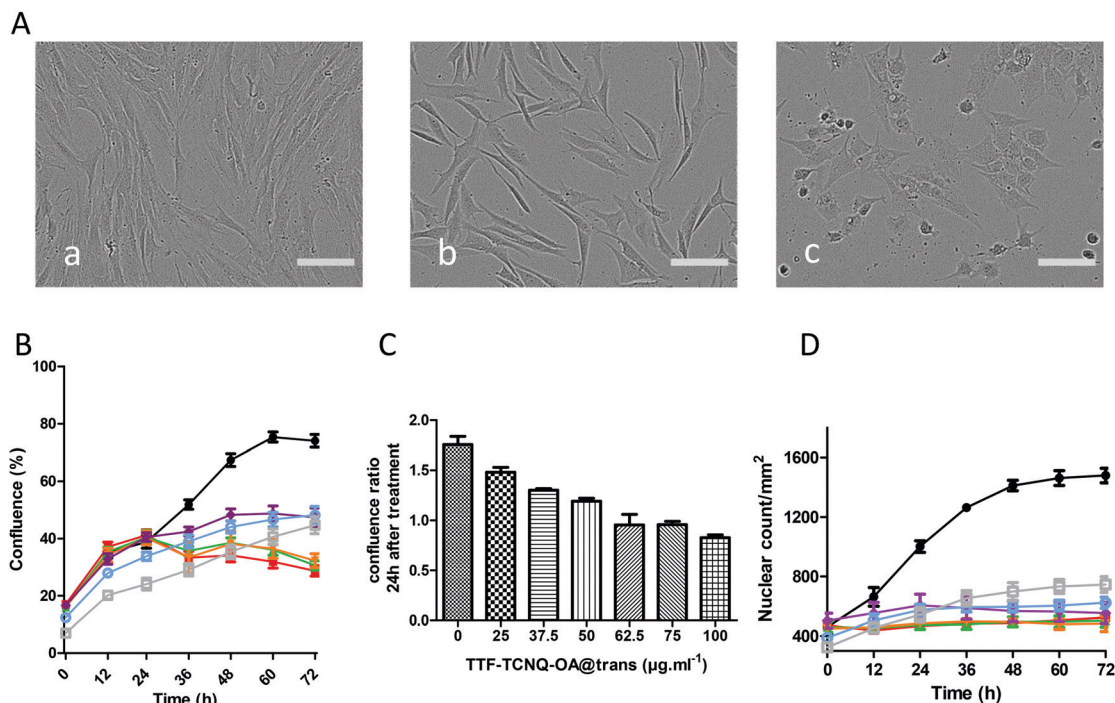 A
a
b
c
B
C
D
Confluence (%)
100
80
60
40
20
0
0 12 24 36 48 60 72
Time (h)
confluence ratio
24h after treatment
2.0
1.5
1.0
0.5
0.0
0 25 37.5 50 62.5 75 100
TTF-TCNQ-OA@trans (µg.ml⁻¹)
Nuclear count/mm²
1600
1200
800
400
0 12 24 36 48 60 72
Time (h)